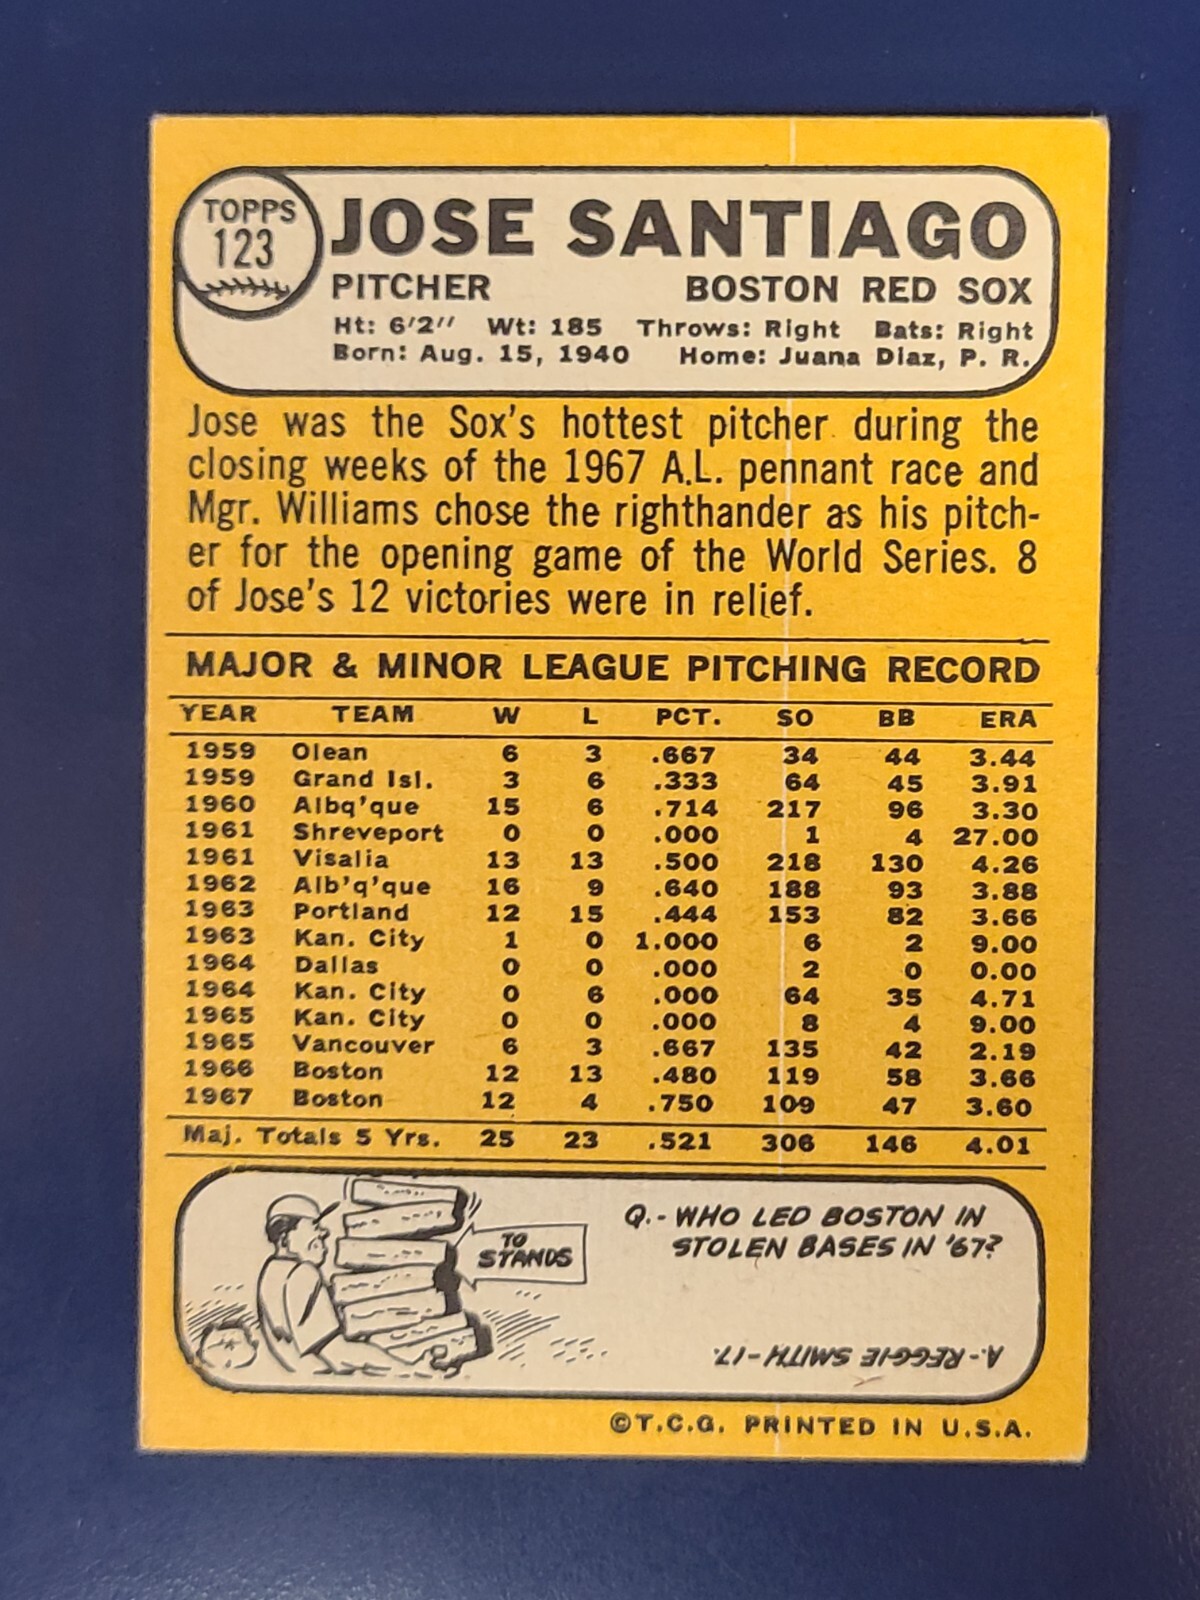 TOPPS
123
JOSE SANTIAGO
PITCHER BOSTON RED SOX
Ht: 6'2" Wt: 185 Throws: Right Bats: Right
Born: Aug. 15, 1940 Home: Juana Diaz, P. R.
Jose was the Sox's hottest pitcher during the
closing weeks of the 1967 A.L. pennant race and
Mgr. Williams chose the righthander as his pitch-
er for the opening game of the World Series. 8
of Jose's 12 victories were in relief.
MAJOR & MINOR LEAGUE PITCHING RECORD
YEAR TEAM W L PCT. SO BB ERA
1959 Olean 6 3 .667 34 44 3.44
1959 Grand Isl. 3 6 .333 64 45 3.91
1960 Albq'que 15 6 .714 217 96 3.30
1961 Shreveport 0 0 .000 1 4 27.00
1961 Visalia 13 13 .500 218 130 4.26
1962 Alb'q'que 16 9 .640 188 93 3.88
1963 Portland 12 15 .444 153 82 3.66
1963 Kan. City 1 0 1.000 6 2 9.00
1964 Dallas 0 0 .000 2 0 0.00
1964 Kan. City 0 6 .000 64 35 4.71
1965 Kan. City 0 0 .000 8 4 9.00
1965 Vancouver 6 3 .667 135 42 2.19
1966 Boston 12 13 .480 119 58 3.66
1967 Boston 12 4 .750 109 47 3.60
Maj. Totals 5 Yrs. 25 23 .521 306 146 4.01
TO
STANDS
Q.- WHO LED BOSTON IN
STOLEN BASES IN '67?
A.- REGGIE SMITH-17.
©T.C.G. PRINTED IN U.S.A.